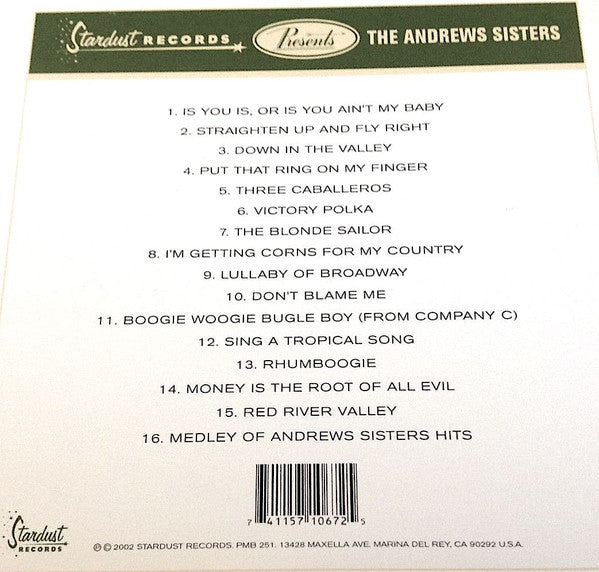 Stardust RECORDS Presents™ THE ANDREWS SISTERS
1. IS YOU IS, OR IS YOU AIN'T MY BABY
2. STRAIGHTEN UP AND FLY RIGHT
3. DOWN IN THE VALLEY
4. PUT THAT RING ON MY FINGER
5. THREE CABALLEROS
6. VICTORY POLKA
7. THE BLONDE SAILOR
8. I'M GETTING CORNS FOR MY COUNTRY
9. LULLABY OF BROADWAY
10. DON'T BLAME ME
11. BOOGIE WOOGIE BUGLE BOY (FROM COMPANY C)
12. SING A TROPICAL SONG
13. RHUMBOOGIE
14. MONEY IS THE ROOT OF ALL EVIL
15. RED RIVER VALLEY
16. MEDLEY OF ANDREWS SISTERS HITS
7 41157 10672 5
Stardust
RECORDS
℗ © 2002 STARDUST RECORDS. PMB 251. 13428 MAXELLA AVE. MARINA DEL REY, CA 90292 U.S.A.